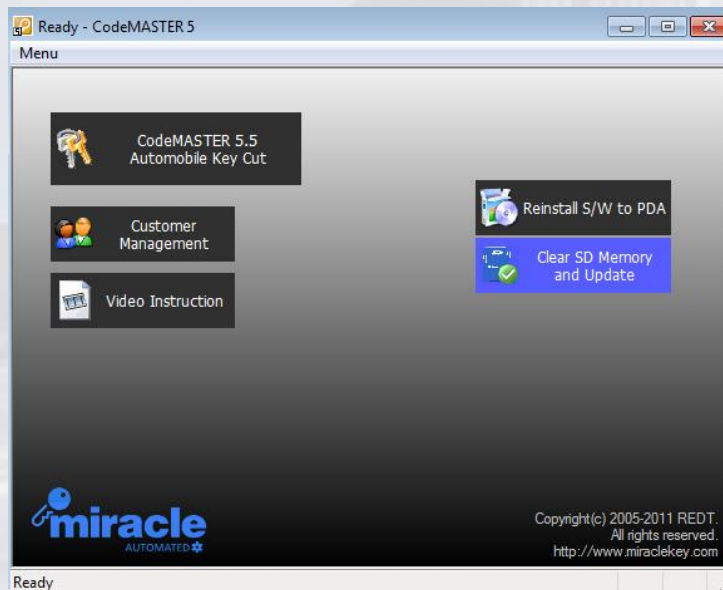 Ready - CodeMASTER 5
Menu
CodeMASTER 5.5
Automobile Key Cut
Customer
Management
Video Instruction
Reinstall S/W to PDA
Clear SD Memory
and Update
miracle
AUTOMATED
Copyright(c) 2005-2011 REDT.
All rights reserved.
http://www.miraclekey.com
Ready